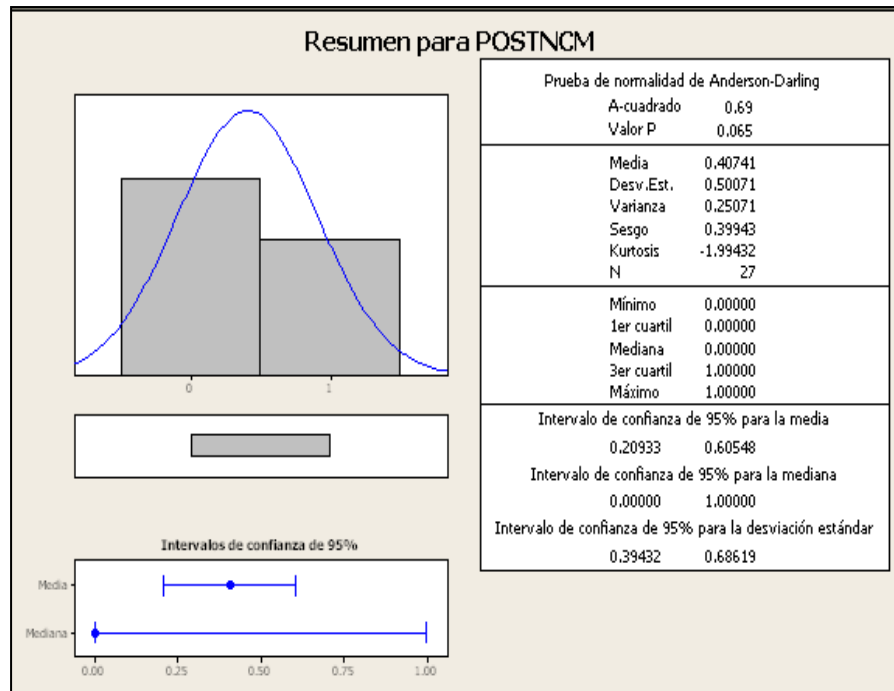 Resumen para POSTNCM
Prueba de normalidad de Anderson-Darling
A-cuadrado 0.69
Valor P 0.065
Media 0.40741
Desv.Est. 0.50071
Varianza 0.25071
Sesgo 0.39943
Kurtosis -1.99432
N 27
Mínimo 0.00000
1er cuartil 0.00000
Mediana 0.00000
3er cuartil 1.00000
Máximo 1.00000
Intervalo de confianza de 95% para la media
0.20933 0.60548
Intervalo de confianza de 95% para la mediana
0.00000 1.00000
Intervalo de confianza de 95% para la desviación estándar
0.39432 0.68619
0 1
Intervalos de confianza de 95%
Media
Mediana
0.00 0.25 0.50 0.75 1.00